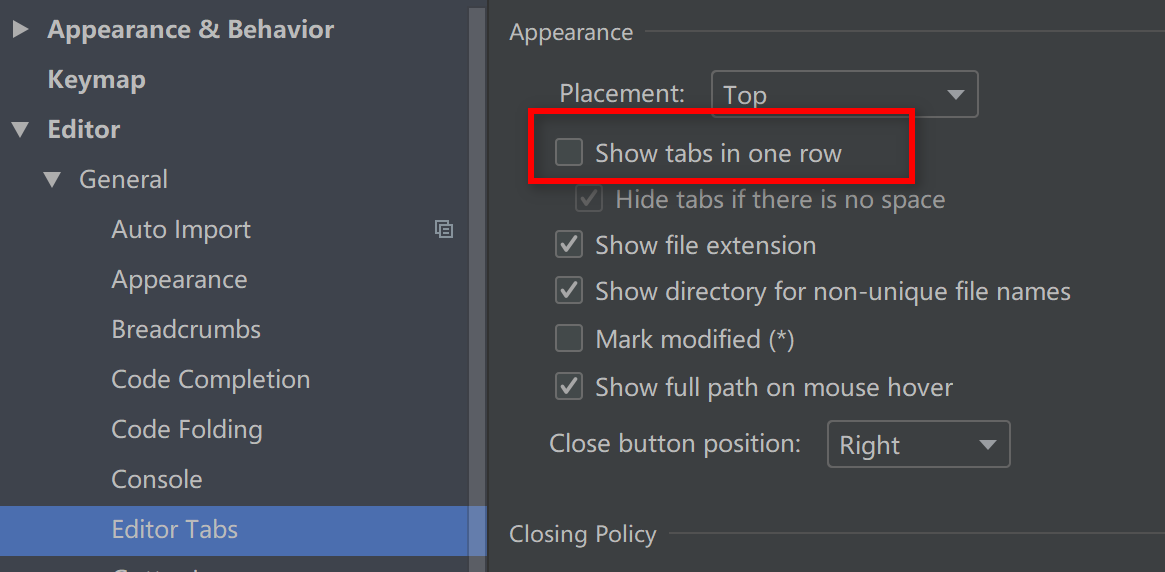 Appearance & Behavior
Keymap
Editor
General
Auto Import
Appearance
Breadcrumbs
Code Completion
Code Folding
Console
Editor Tabs
Appearance
Placement: Top
Show tabs in one row
Hide tabs if there is no space
Show file extension
Show directory for non-unique file names
Mark modified (*)
Show full path on mouse hover
Close button position: Right
Closing Policy